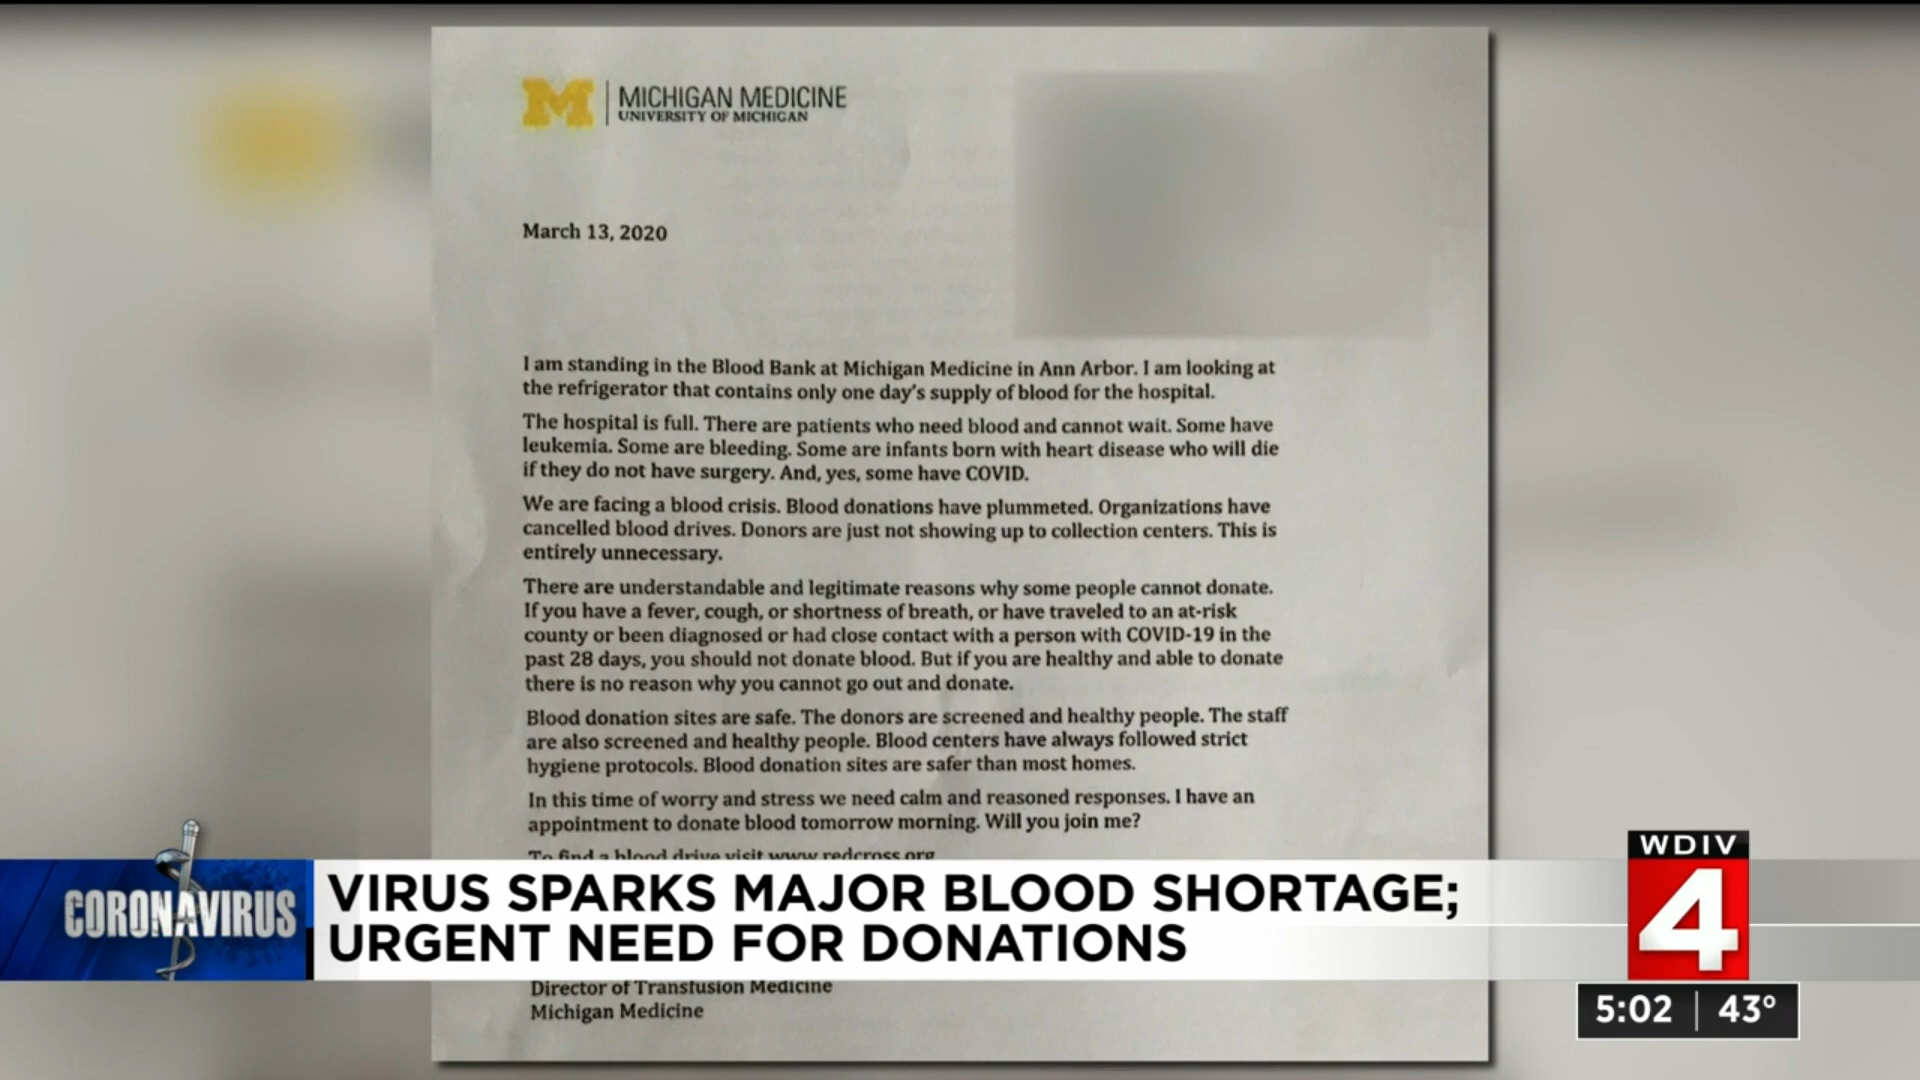 MICHIGAN MEDICINE
UNIVERSITY OF MICHIGAN
March 13, 2020
I am standing in the Blood Bank at Michigan Medicine in Ann Arbor. I am looking at
the refrigerator that contains only one day's supply of blood for the hospital.
The hospital is full. There are patients who need blood and cannot wait. Some have
leukemia. Some are bleeding. Some are infants born with heart disease who will die
if they do not have surgery. And, yes, some have COVID.
We are facing a blood crisis. Blood donations have plummeted. Organizations have
cancelled blood drives. Donors are just not showing up to collection centers. This is
entirely unnecessary.
There are understandable and legitimate reasons why some people cannot donate.
If you have a fever, cough, or shortness of breath, or have traveled to an at-risk
county or been diagnosed or had close contact with a person with COVID-19 in the
past 28 days, you should not donate blood. But if you are healthy and able to donate
there is no reason why you cannot go out and donate.
Blood donation sites are safe. The donors are screened and healthy people. The staff
are also screened and healthy people. Blood centers have always followed strict
hygiene protocols. Blood donation sites are safer than most homes.
In this time of worry and stress we need calm and reasoned responses. I have an
appointment to donate blood tomorrow morning. Will you join me?
To find a blood drive visit www.redcross.org
Director of Transfusion Medicine
Michigan Medicine
CORONAVIRUS
VIRUS SPARKS MAJOR BLOOD SHORTAGE;
URGENT NEED FOR DONATIONS
WDIV
4
5:02 43°